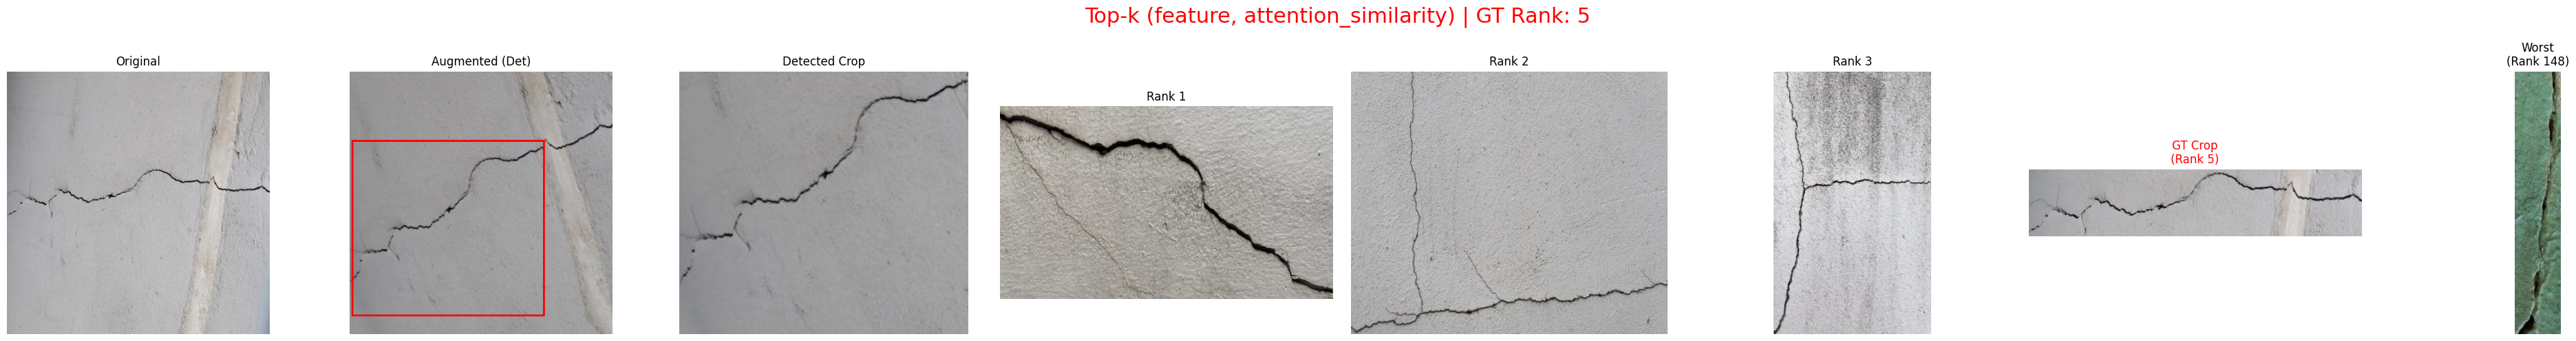 Top-k (feature, attention_similarity) | GT Rank: 5
Original
Augmented (Det)
Detected Crop
Rank 1
Rank 2
Rank 3
GT Crop
(Rank 5)
Worst
(Rank 148)